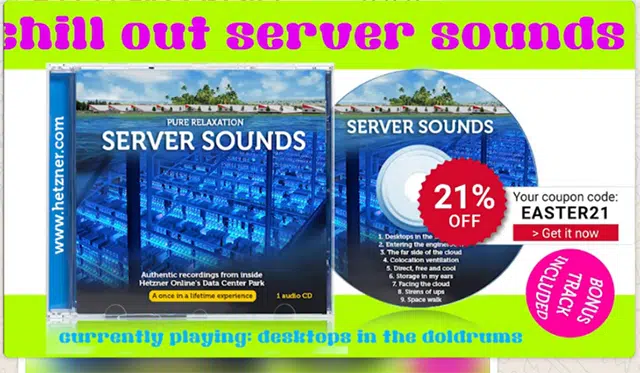 chill out server sounds
www.hetzner.com
PURE RELAXATION
SERVER SOUNDS
Authentic recordings from inside
Hetzner Online's Data Center Park
A once in a lifetime experience
1 audio CD
SERVER SOUNDS
1. Desktops in the
2. Entering the engine
3. The far side of the cloud
4. Colocation ventilation
5. Direct, free and cool
6. Storage in my ears
7. Facing the cloud
8. Sirens of ups
9. Space walk
21%
OFF
Your coupon code:
EASTER21
> Get it now
BONUS
TRACK
INCLUDED
currently playing: desktops in the doldrums